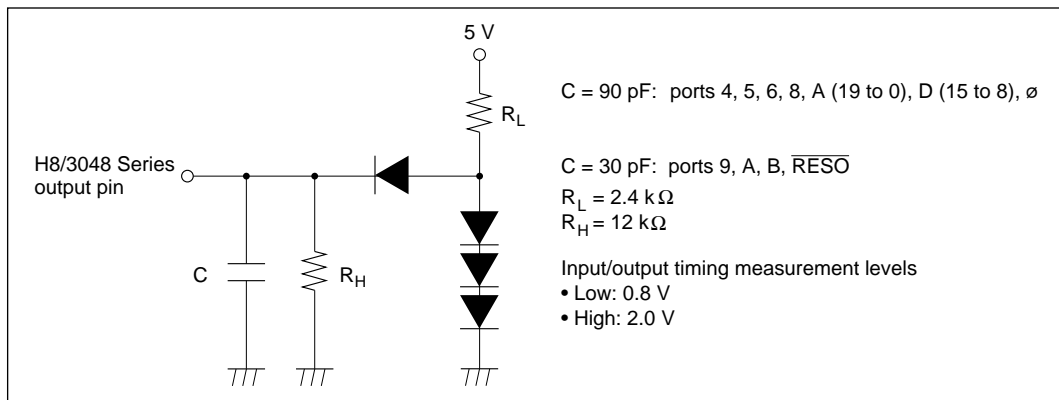 5 V
R_L
C = 90 pF: ports 4, 5, 6, 8, A (19 to 0), D (15 to 8), ø
H8/3048 Series
output pin
C
R_H
C = 30 pF: ports 9, A, B, R̅E̅S̅O̅
R_L = 2.4 kΩ
R_H = 12 kΩ
Input/output timing measurement levels
• Low: 0.8 V
• High: 2.0 V